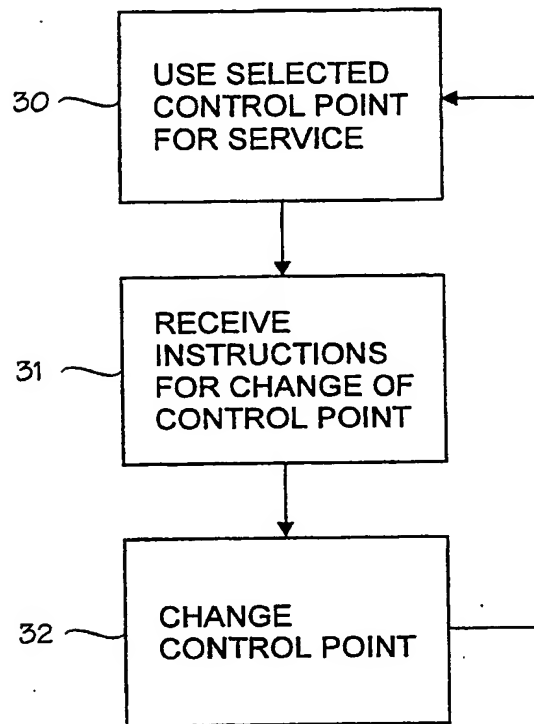 30
USE SELECTED
CONTROL POINT
FOR SERVICE
31
RECEIVE
INSTRUCTIONS
FOR CHANGE OF
CONTROL POINT
32
CHANGE
CONTROL POINT